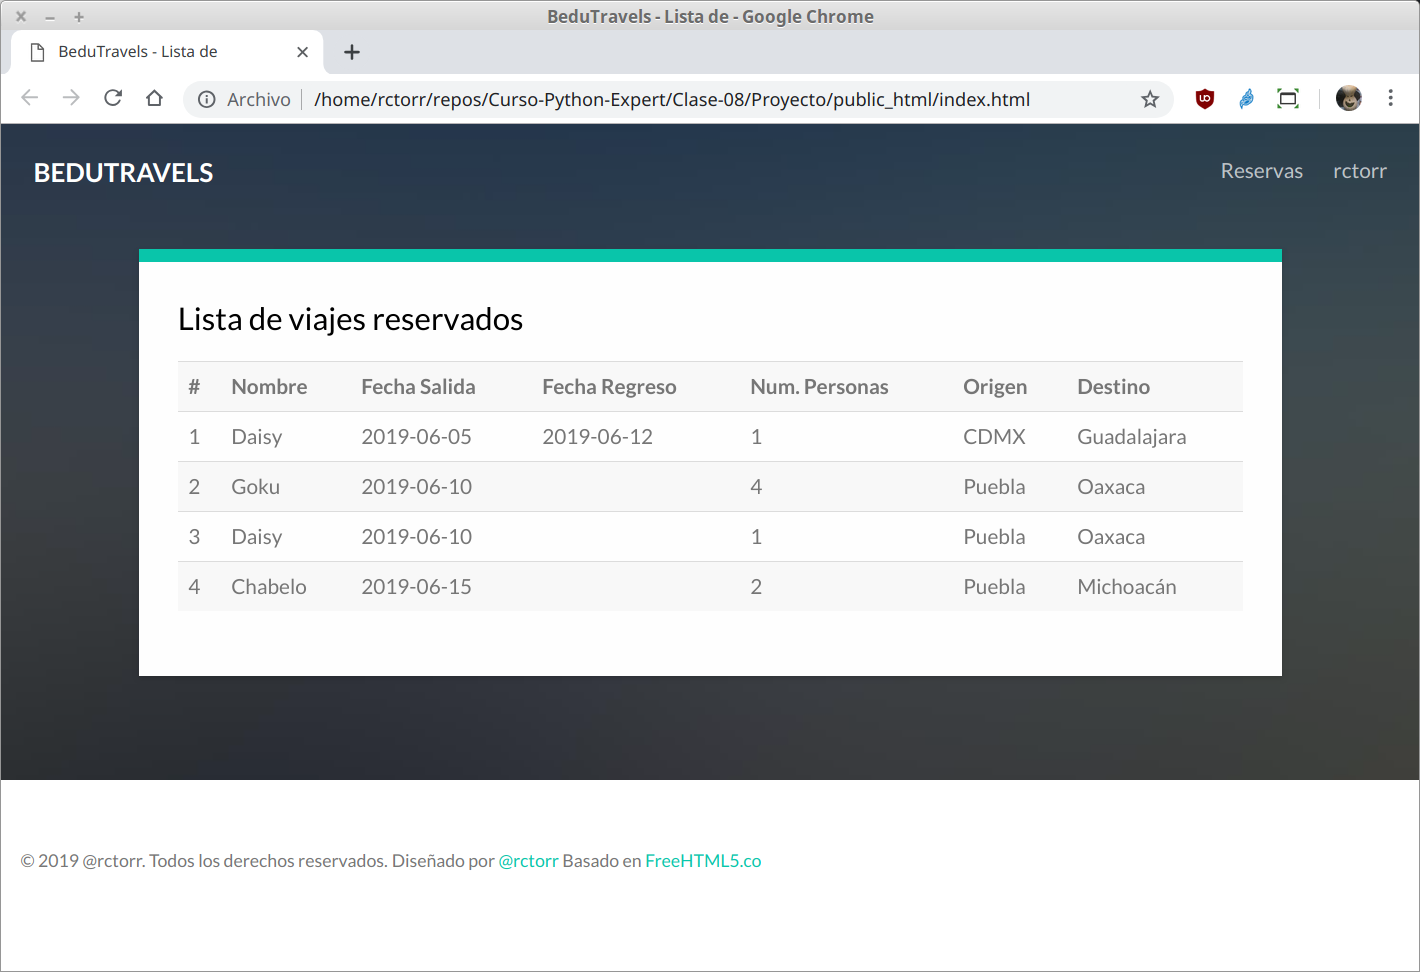 BeduTravels - Lista de - Google Chrome
BeduTravels - Lista de
Archivo /home/rctorr/repos/Curso-Python-Expert/Clase-08/Proyecto/public_html/index.html
BEDUTRAVELS Reservas rctorr
Lista de viajes reservados
# Nombre Fecha Salida Fecha Regreso Num. Personas Origen Destino
1 Daisy 2019-06-05 2019-06-12 1 CDMX Guadalajara
2 Goku 2019-06-10 4 Puebla Oaxaca
3 Daisy 2019-06-10 1 Puebla Oaxaca
4 Chabelo 2019-06-15 2 Puebla Michoacán
© 2019 @rctorr. Todos los derechos reservados. Diseñado por @rctorr Basado en FreeHTML5.co